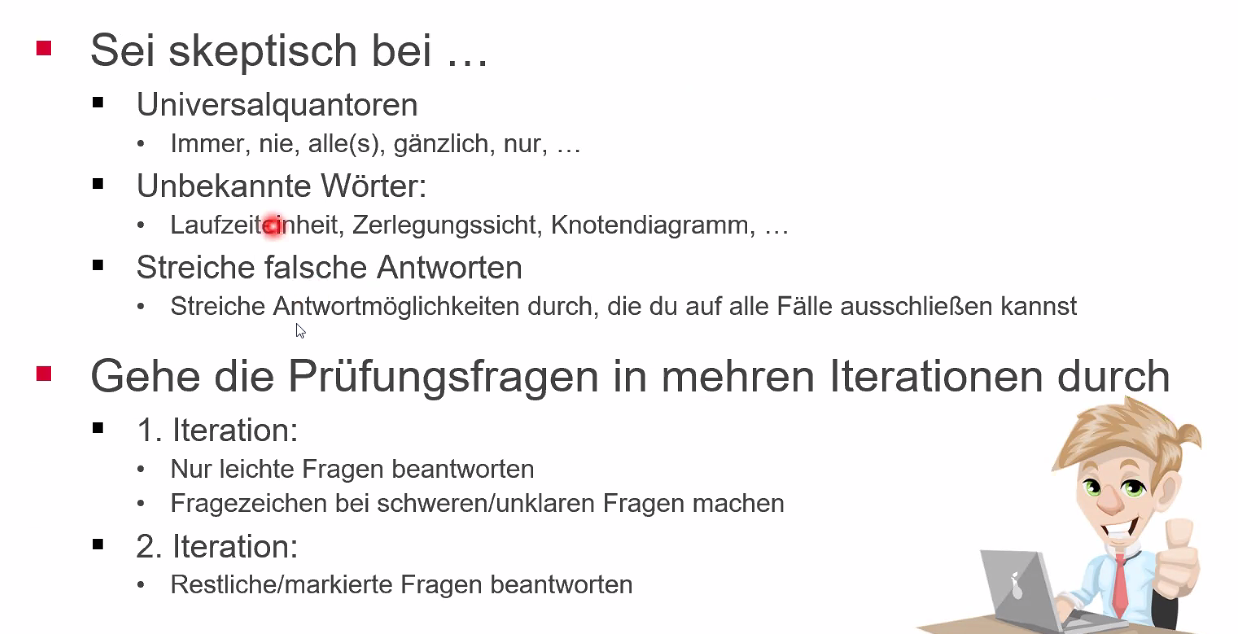 Sei skeptisch bei …
Universalquantoren
Immer, nie, alle(s), gänzlich, nur, …
Unbekannte Wörter:
Laufzeiteinheit, Zerlegungssicht, Knotendiagramm, …
Streiche falsche Antworten
Streiche Antwortmöglichkeiten durch, die du auf alle Fälle ausschließen kannst
Gehe die Prüfungsfragen in mehren Iterationen durch
1. Iteration:
Nur leichte Fragen beantworten
Fragezeichen bei schweren/unklaren Fragen machen
2. Iteration:
Restliche/markierte Fragen beantworten